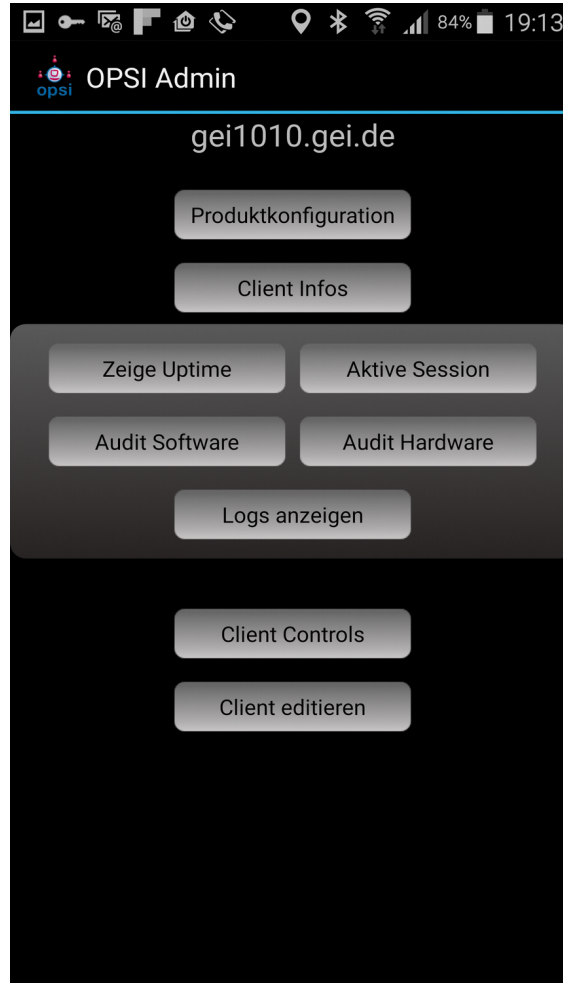 84% 19:13
opsi OPSI Admin
gei1010.gei.de
Produktkonfiguration
Client Infos
Zeige Uptime Aktive Session
Audit Software Audit Hardware
Logs anzeigen
Client Controls
Client editieren